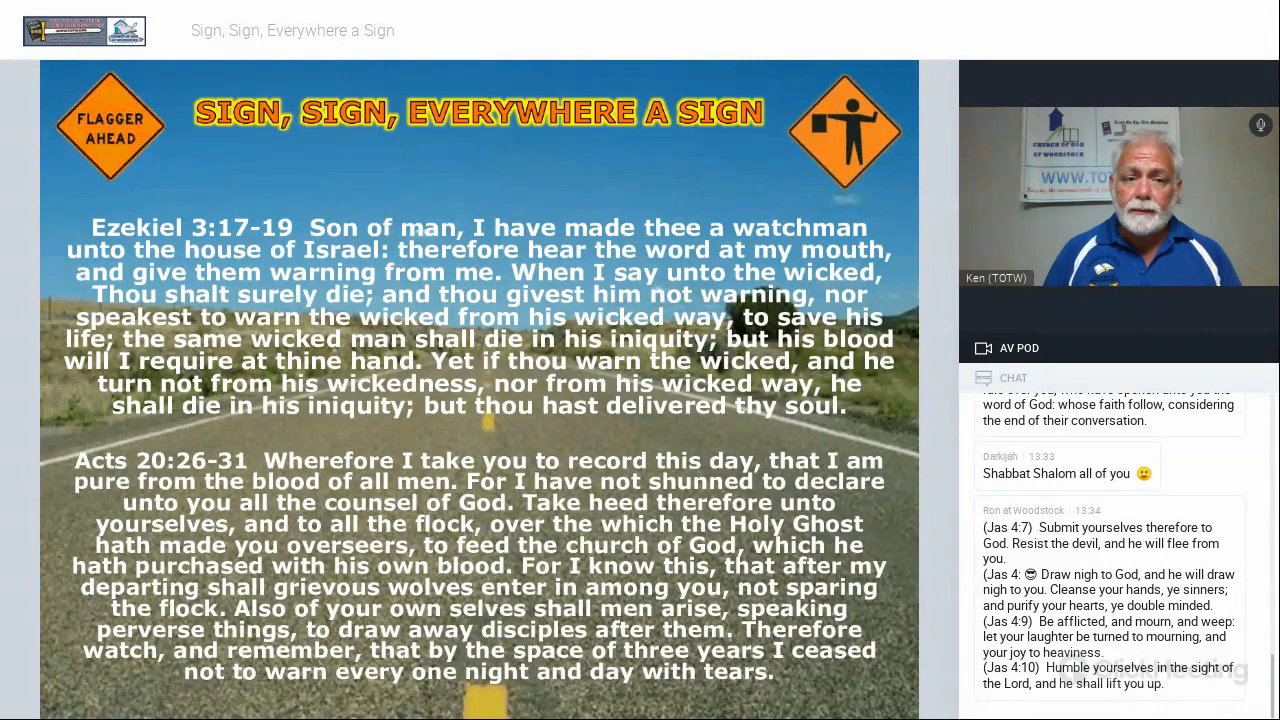 Sign, Sign, Everywhere a Sign
FLAGGER
AHEAD
SIGN, SIGN, EVERYWHERE A SIGN
Ezekiel 3:17-19 Son of man, I have made thee a watchman
unto the house of Israel: therefore hear the word at my mouth,
and give them warning from me. When I say unto the wicked,
Thou shalt surely die; and thou givest him not warning, nor
speakest to warn the wicked from his wicked way, to save his
life; the same wicked man shall die in his iniquity; but his blood
will I require at thine hand. Yet if thou warn the wicked, and he
turn not from his wickedness, nor from his wicked way, he
shall die in his iniquity; but thou hast delivered thy soul.
Acts 20:26-31 Wherefore I take you to record this day, that I am
pure from the blood of all men. For I have not shunned to declare
unto you all the counsel of God. Take heed therefore unto
yourselves, and to all the flock, over the which the Holy Ghost
hath made you overseers, to feed the church of God, which he
hath purchased with his own blood. For I know this, that after my
departing shall grievous wolves enter in among you, not sparing
the flock. Also of your own selves shall men arise, speaking
perverse things, to draw away disciples after them. Therefore
watch, and remember, that by the space of three years I ceased
not to warn every one night and day with tears.
CHURCH OF GOD
AT WOODSTOCK
WWW.TOT
Ken (TOTW)
AV POD
CHAT
word of God: whose faith follow, considering
the end of their conversation.
Darkijah 13:33
Shabbat Shalom all of you 🙂
Ron at Woodstock 13:34
(Jas 4:7) Submit yourselves therefore to
God. Resist the devil, and he will flee from
you.
(Jas 4: 😎 Draw nigh to God, and he will draw
nigh to you. Cleanse your hands, ye sinners;
and purify your hearts, ye double minded.
(Jas 4:9) Be afflicted, and mourn, and weep:
let your laughter be turned to mourning, and
your joy to heaviness.
(Jas 4:10) Humble yourselves in the sight of
the Lord, and he shall lift you up.
ClickMeeting